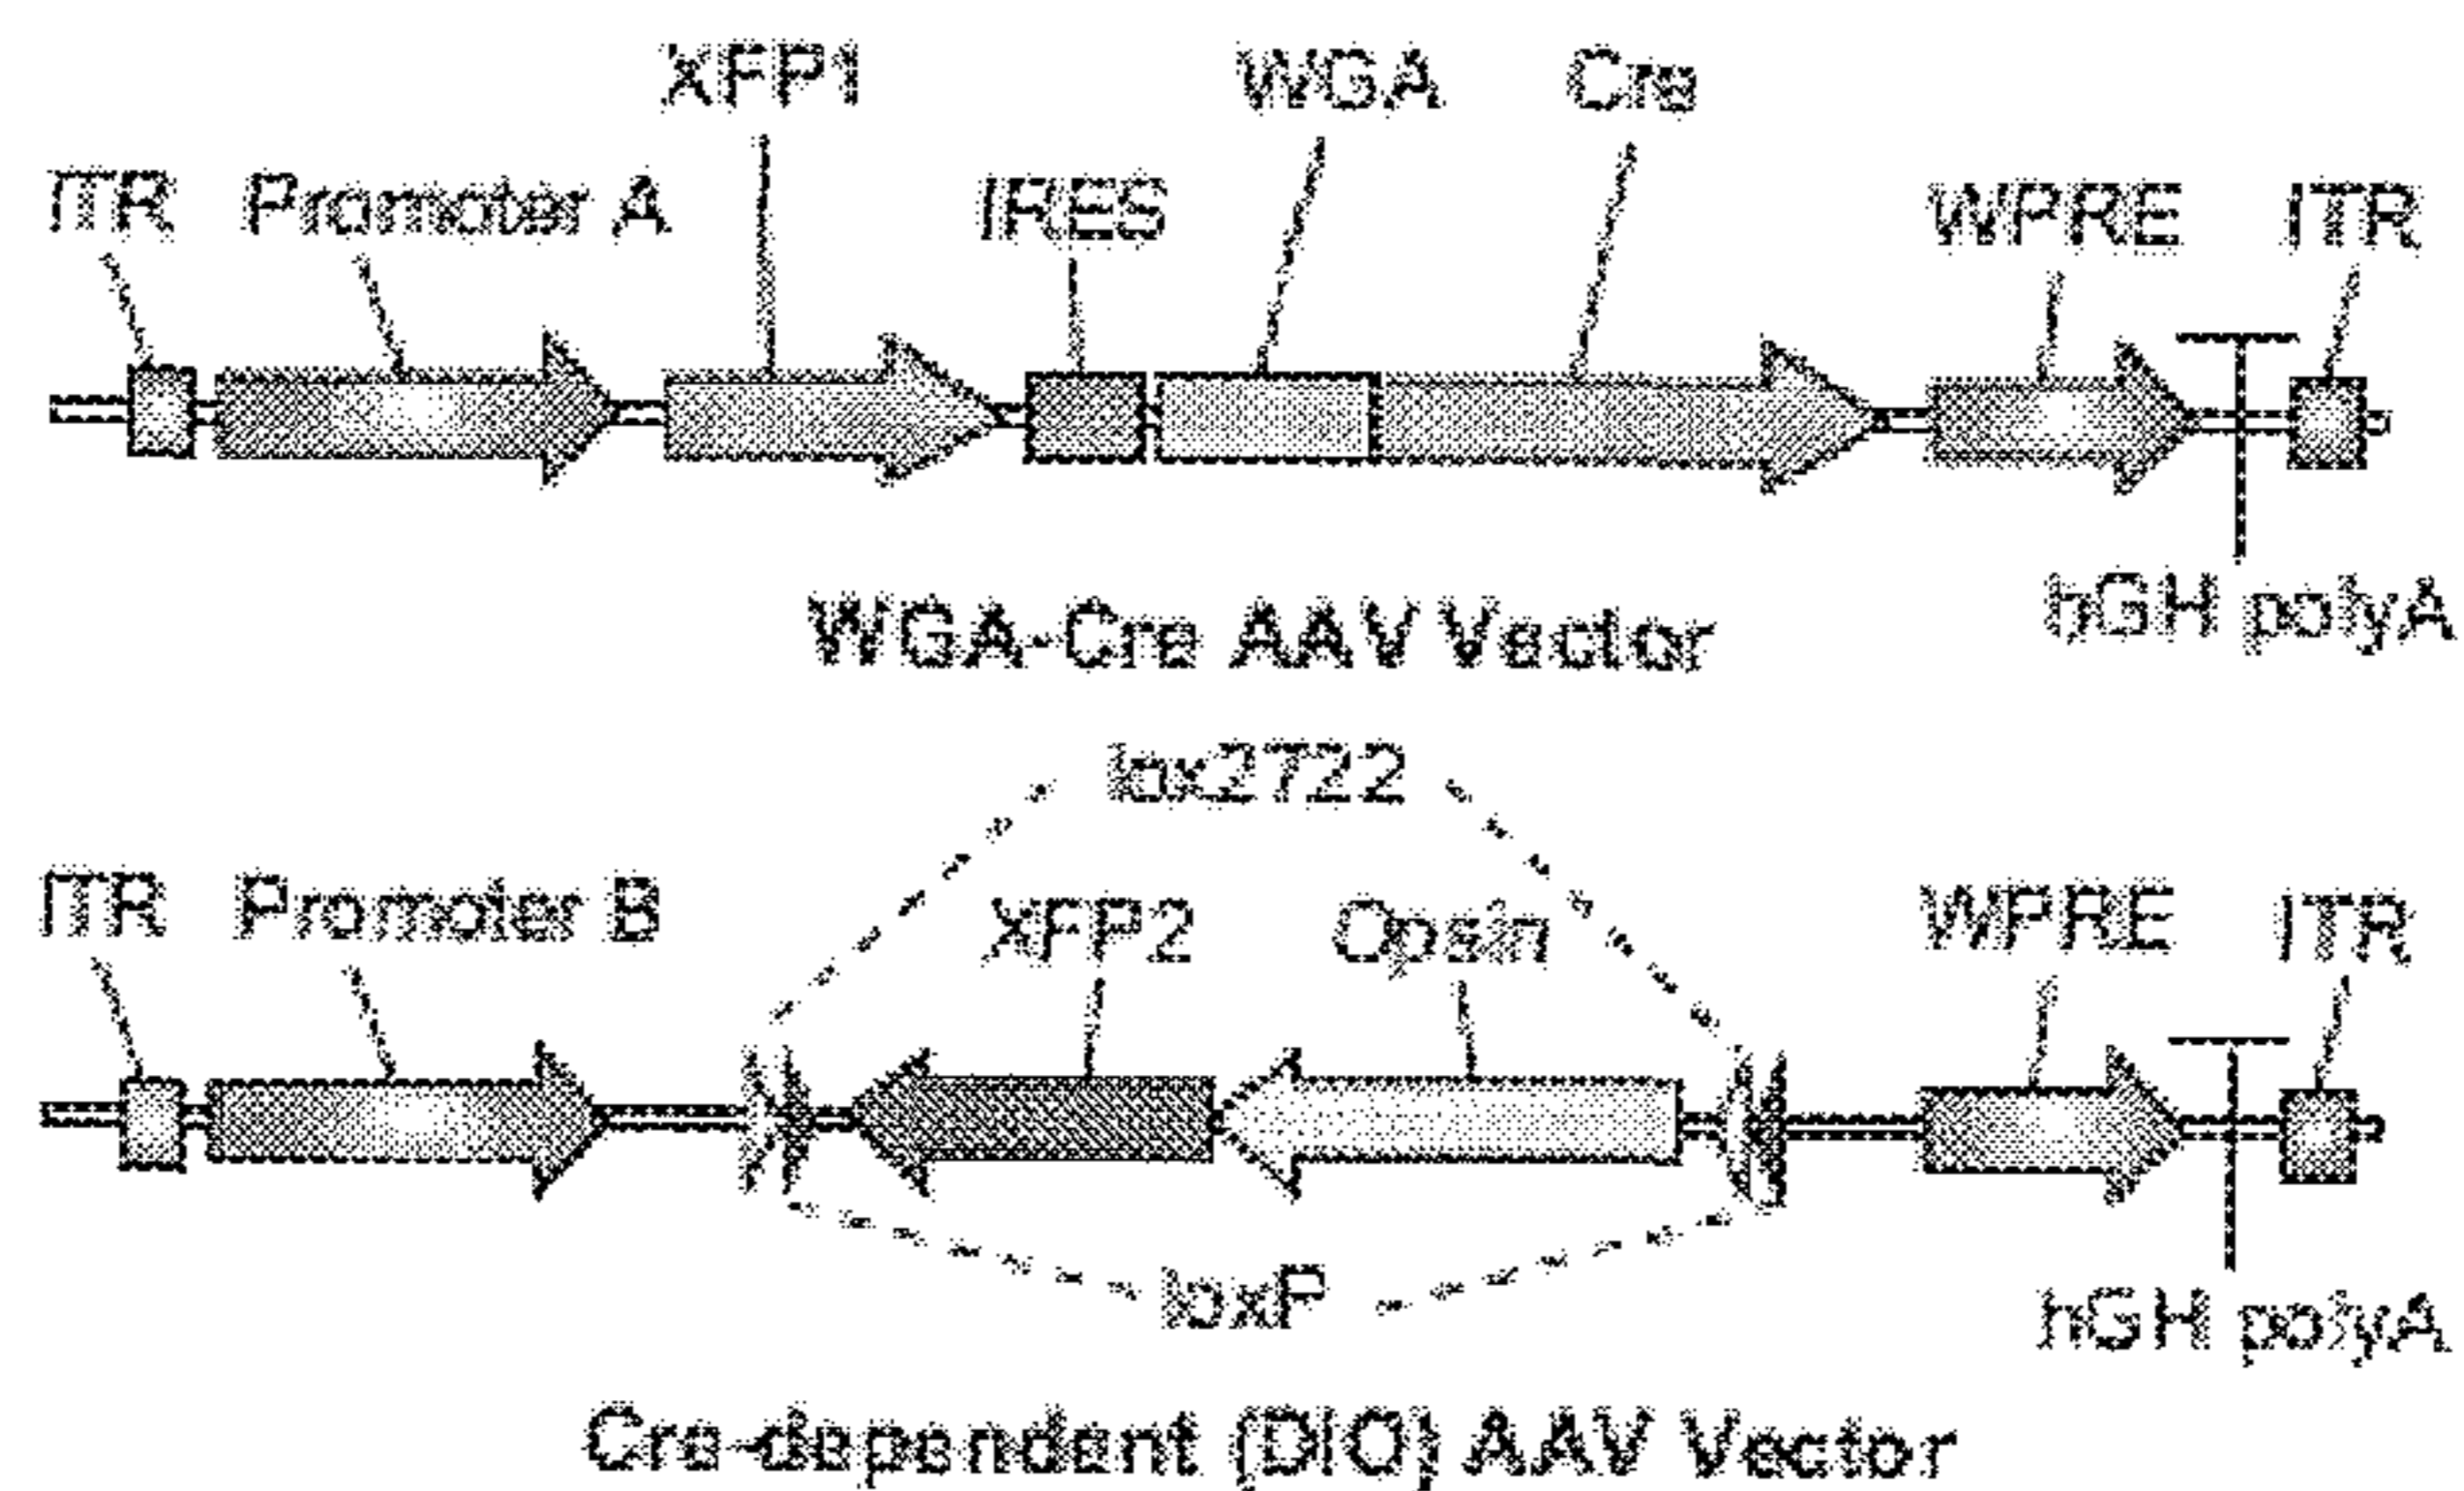 XFP1 WGA Cre
ITR Promoter A IRES WPRE ITR
hGH polyA
WGA-Cre AAV Vector
lox2722
ITR Promoter B XFP2 Opsin WPRE ITR
loxP
hGH polyA
Cre-dependent (DIO) AAV Vector